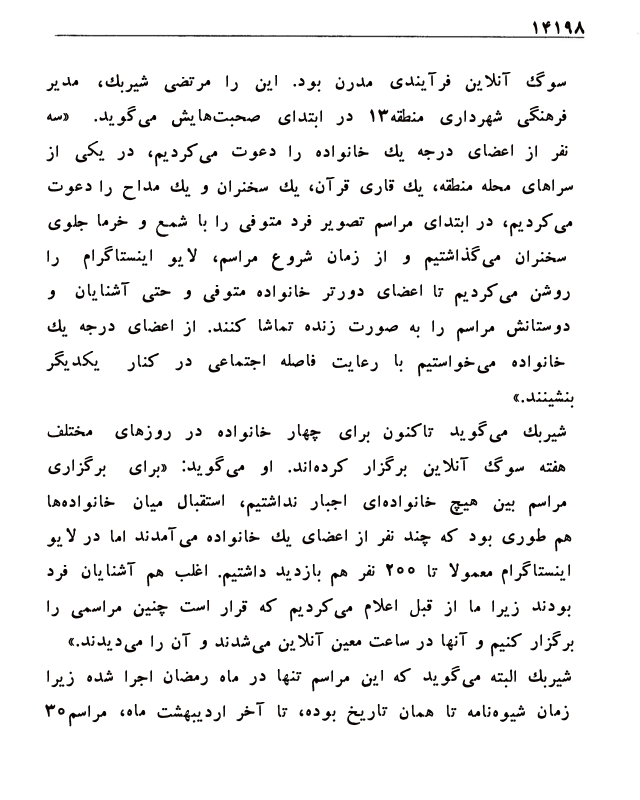 ۱۴۱۹۸
سوگ آنلاین فرآیندی مدرن بود. این را مرتضی شیربك، مدیر
فرهنگی شهرداری منطقه۱۳ در ابتدای صحبت‌هایش می‌گوید. «سه
نفر از اعضای درجه یك خانواده را دعوت می‌کردیم، در یکی از
سراهای محله منطقه، یك قاری قرآن، یك سخنران و یك مداح را دعوت
می‌کردیم، در ابتدای مراسم تصویر فرد متوفی را با شمع و خرما جلوی
سخنران می‌گذاشتیم و از زمان شروع مراسم، لایو اینستاگرام را
روشن می‌کردیم تا اعضای دورتر خانواده متوفی و حتی آشنایان و
دوستانش مراسم را به صورت زنده تماشا کنند. از اعضای درجه یك
خانواده می‌خواستیم با رعایت فاصله اجتماعی در کنار یکدیگر
بنشینند.»
شیربك می‌گوید تاکنون برای چهار خانواده در روزهای مختلف
هفته سوگ آنلاین برگزار کرده‌اند. او می‌گوید: «برای برگزاری
مراسم بین هیچ خانواده‌ای اجبار نداشتیم، استقبال میان خانواده‌ها
هم طوری بود که چند نفر از اعضای یك خانواده می‌آمدند اما در لایو
اینستاگرام معمولا تا ۲۰۰ نفر هم بازدید داشتیم. اغلب هم آشنایان فرد
بودند زیرا ما از قبل اعلام می‌کردیم که قرار است چنین مراسمی را
برگزار کنیم و آنها در ساعت معین آنلاین می‌شدند و آن را می‌دیدند.»
شیربك البته می‌گوید که این مراسم تنها در ماه رمضان اجرا شده زیرا
زمان شیوه‌نامه تا همان تاریخ بوده، تا آخر اردیبهشت ماه، مراسم۳۰